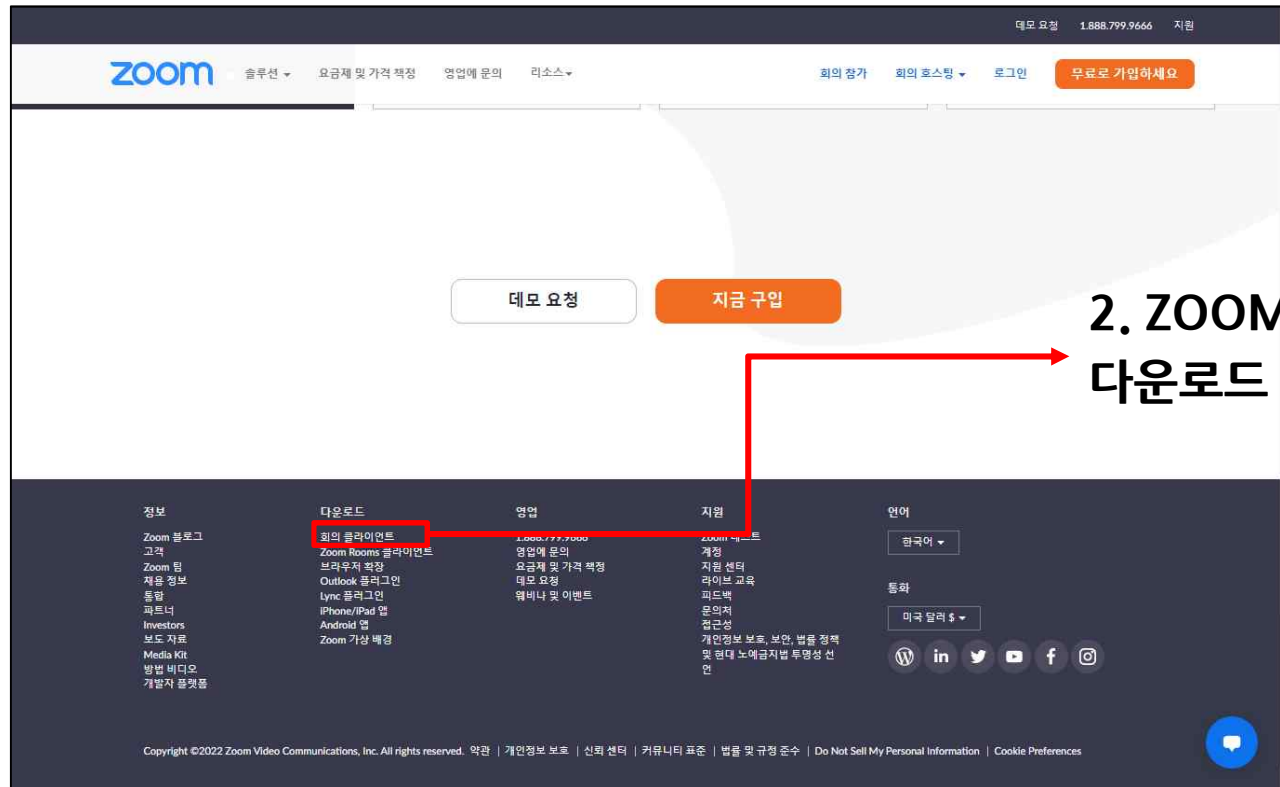 데모 요청 1.888.799.9666 지원
zoom 솔루션 요금제 및 가격 책정 영업에 문의 리소스 회의 참가 회의 호스팅 로그인 무료로 가입하세요
데모 요청 지금 구입
2. ZOOM
다운로드
정보
Zoom 블로그
고객
Zoom 팀
채용 정보
통합
파트너
Investors
보도 자료
Media Kit
방법 비디오
개발자 플랫폼
다운로드
회의 클라이언트
Zoom Rooms 클라이언트
브라우저 확장
Outlook 플러그인
Lync 플러그인
iPhone/iPad 앱
Android 앱
Zoom 가상 배경
영업
1.888.799.9666
영업에 문의
요금제 및 가격 책정
데모 요청
웨비나 및 이벤트
지원
Zoom 테스트
계정
지원 센터
라이브 교육
피드백
문의처
접근성
개인정보 보호, 보안, 법률 정책
및 현대 노예금지법 투명성 선
언
언어
한국어
통화
미국 달러 $
in f
Copyright ©2022 Zoom Video Communications, Inc. All rights reserved. 약관 | 개인정보 보호 | 신뢰 센터 | 커뮤니티 표준 | 법률 및 규정 준수 | Do Not Sell My Personal Information | Cookie Preferences